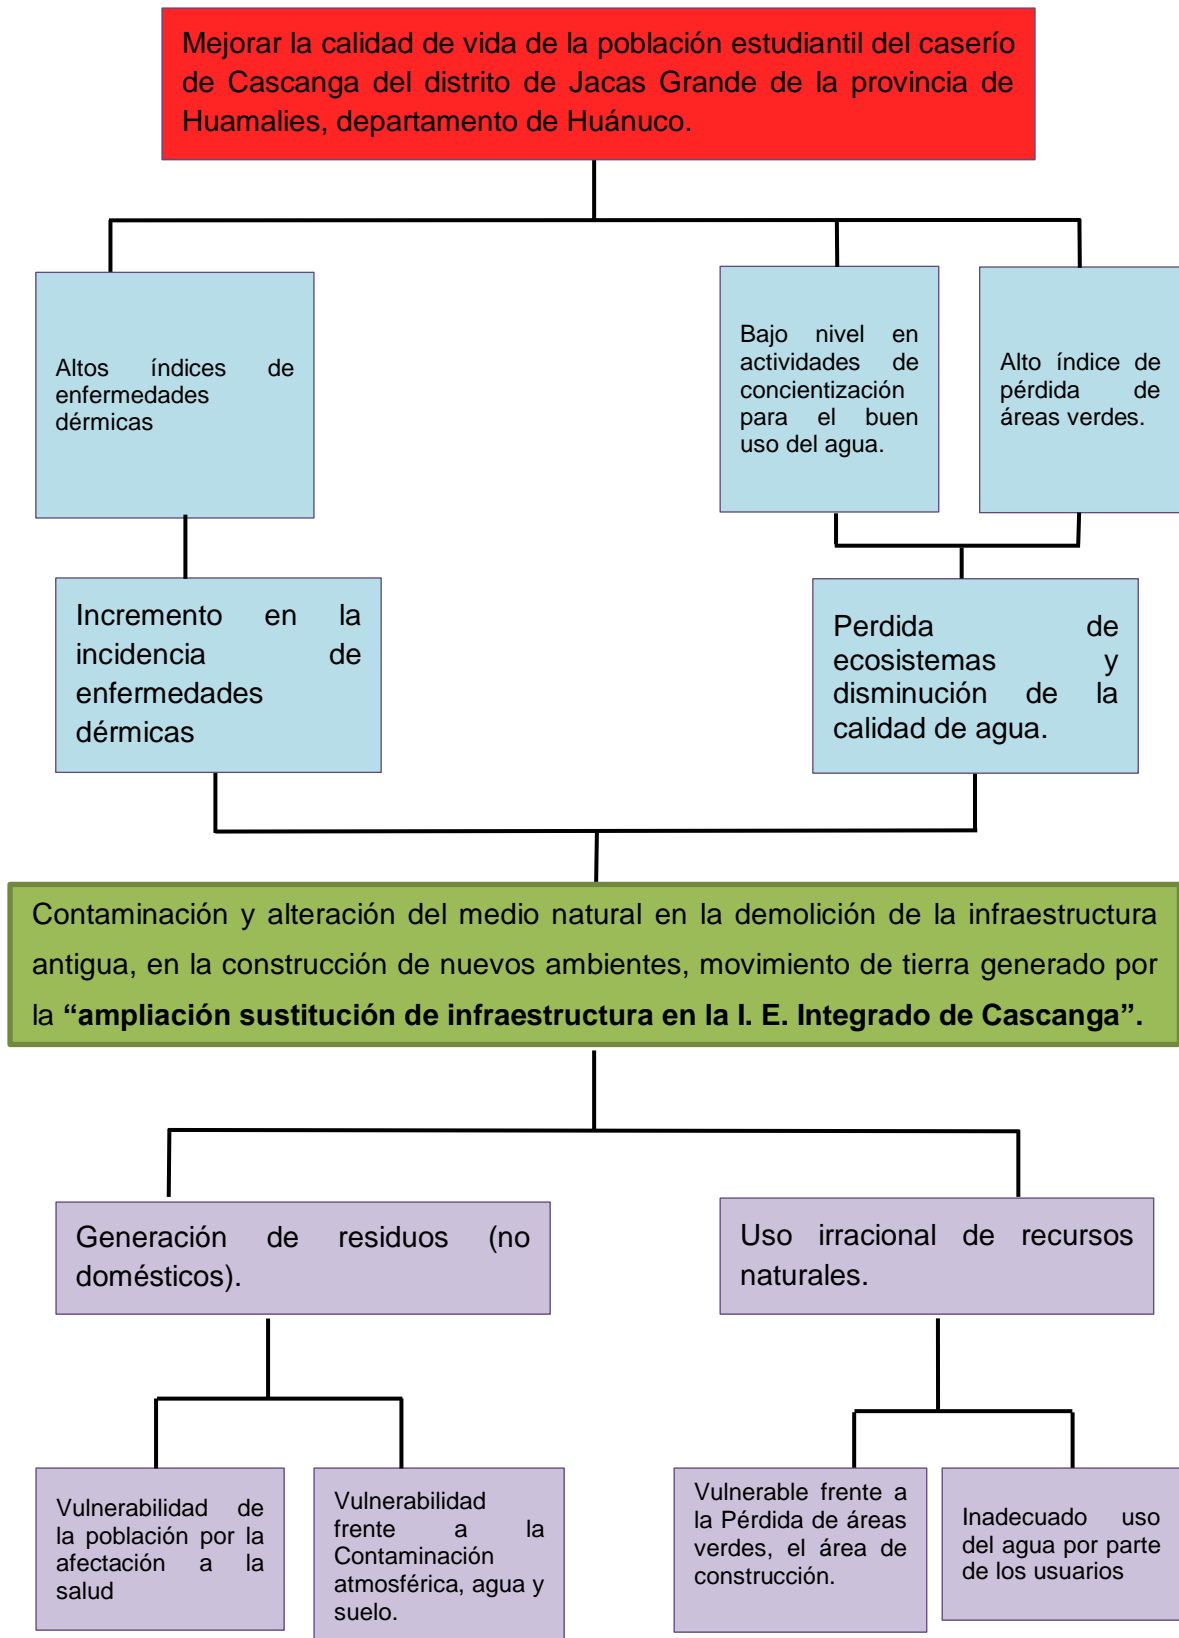 Mejorar la calidad de vida de la población estudiantil del caserío
de Cascanga del distrito de Jacas Grande de la provincia de
Huamalies, departamento de Huánuco.
Altos índices de
enfermedades
dérmicas
Bajo nivel en
actividades de
concientización
para el buen
uso del agua.
Alto índice de
pérdida de
áreas verdes.
Incremento en la
incidencia de
enfermedades
dérmicas
Perdida de
ecosistemas y
disminución de la
calidad de agua.
Contaminación y alteración del medio natural en la demolición de la infraestructura
antigua, en la construcción de nuevos ambientes, movimiento de tierra generado por
la “ampliación sustitución de infraestructura en la I. E. Integrado de Cascanga”.
Generación de residuos (no
domésticos).
Uso irracional de recursos
naturales.
Vulnerabilidad de
la población por la
afectación a la
salud
Vulnerabilidad
frente a la
Contaminación
atmosférica, agua y
suelo.
Vulnerable frente a
la Pérdida de áreas
verdes, el área de
construcción.
Inadecuado uso
del agua por parte
de los usuarios